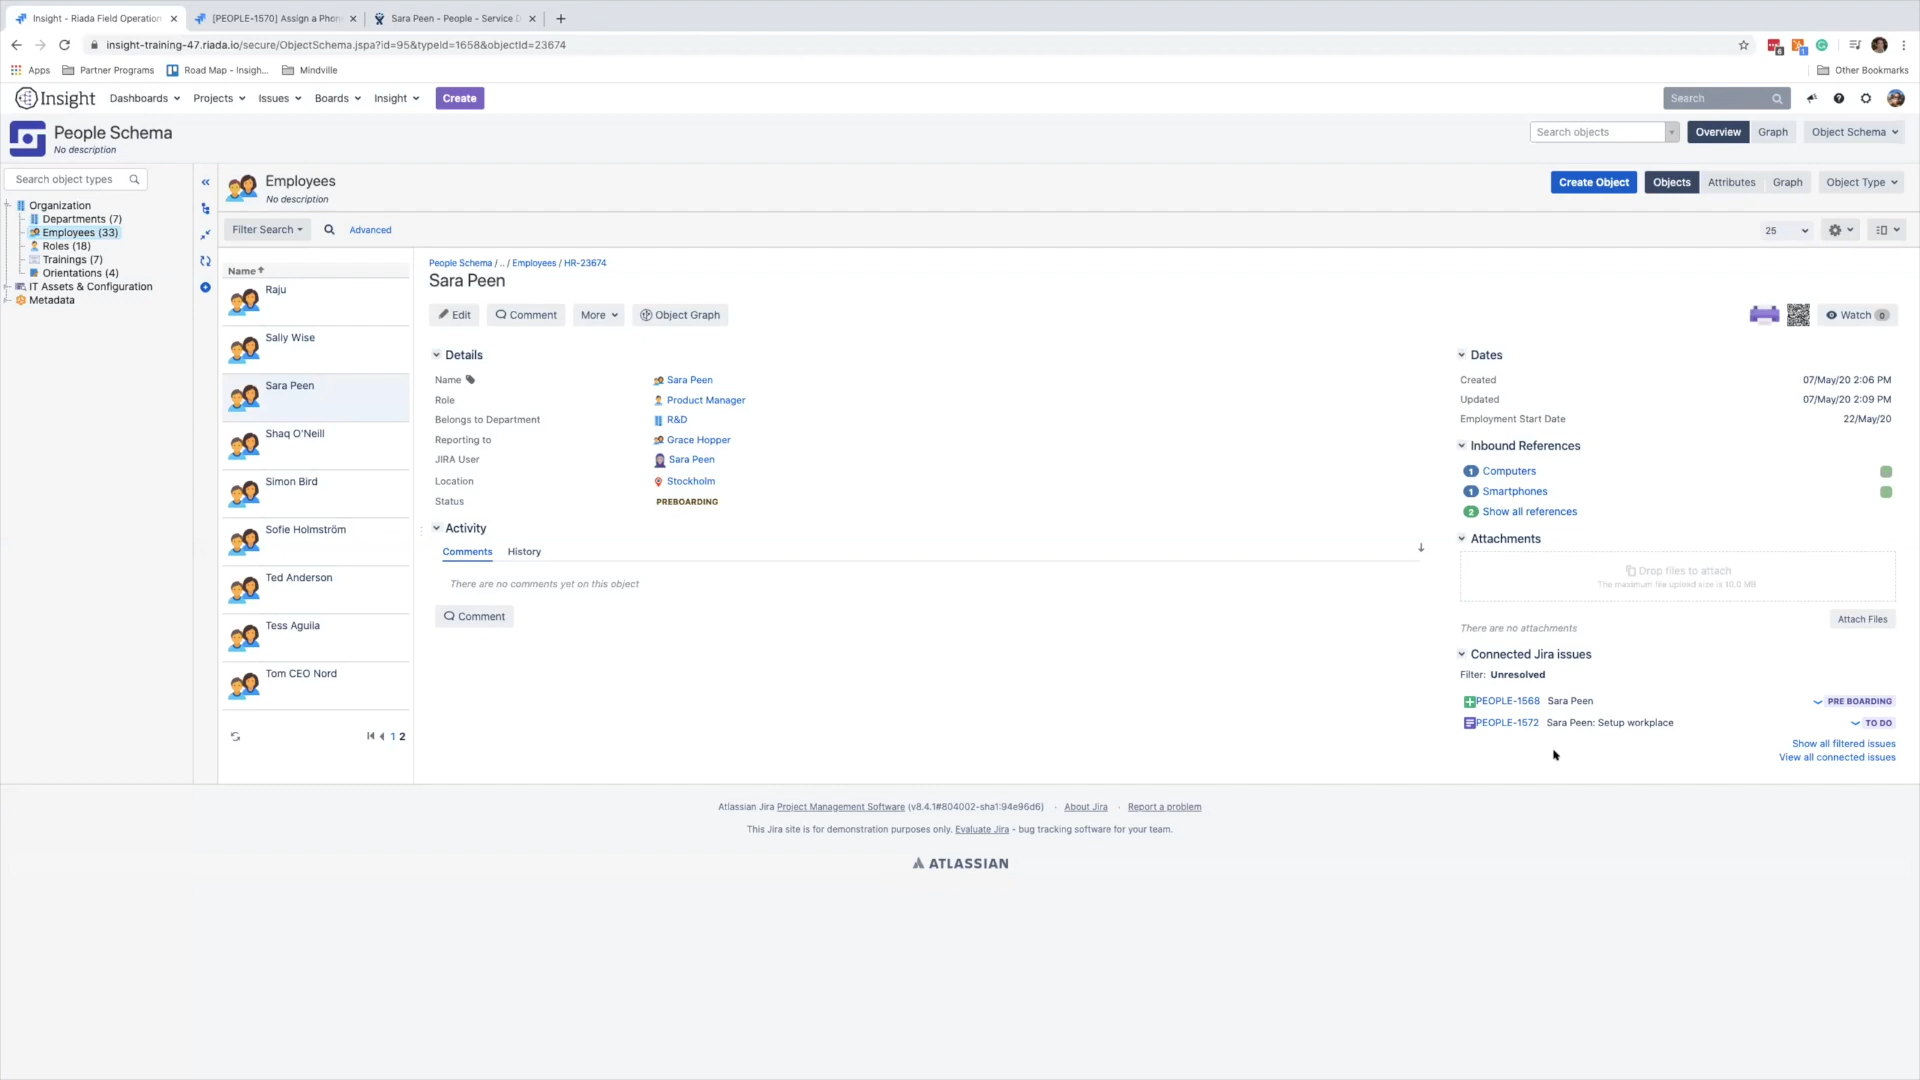 Insight - Riada Field Operation
[PEOPLE-1570] Assign a Phon
Sara Peen - People - Service D
insight-training-47.riada.io/secure/ObjectSchema.jspa?id=95&typeId=1658&objectId=23674
6
1
Apps
Partner Programs
Road Map - Insigh...
Mindville
Other Bookmarks
Insight
Dashboards
Projects
Issues
Boards
Insight
Create
Search
People Schema
No description
Search objects
Overview
Graph
Object Schema
Search object types
Organization
Departments (7)
Employees (33)
Roles (18)
Trainings (7)
Orientations (4)
IT Assets & Configuration
Metadata
Employees
No description
Create Object
Objects
Attributes
Graph
Object Type
Filter Search
Advanced
25
Name
Raju
Sally Wise
Sara Peen
Shaq O'Neill
Simon Bird
Sofie Holmström
Ted Anderson
Tess Aguila
Tom CEO Nord
1 2
People Schema / .. / Employees / HR-23674
Sara Peen
Edit
Comment
More
Object Graph
Watch 0
Details
Name Sara Peen
Role Product Manager
Belongs to Department R&D
Reporting to Grace Hopper
JIRA User Sara Peen
Location Stockholm
Status PREBOARDING
Activity
Comments History
There are no comments yet on this object
Comment
Dates
Created 07/May/20 2:06 PM
Updated 07/May/20 2:09 PM
Employment Start Date 22/May/20
Inbound References
1 Computers
1 Smartphones
2 Show all references
Attachments
Drop files to attach
The maximum file upload size is 10.0 MB
Attach Files
There are no attachments
Connected Jira issues
Filter: Unresolved
PEOPLE-1568 Sara Peen PRE BOARDING
PEOPLE-1572 Sara Peen: Setup workplace TO DO
Show all filtered issues
View all connected issues
Atlassian Jira Project Management Software (v8.4.1#804002-sha1:94e96d6) · About Jira · Report a problem
This Jira site is for demonstration purposes only. Evaluate Jira - bug tracking software for your team.
ATLASSIAN